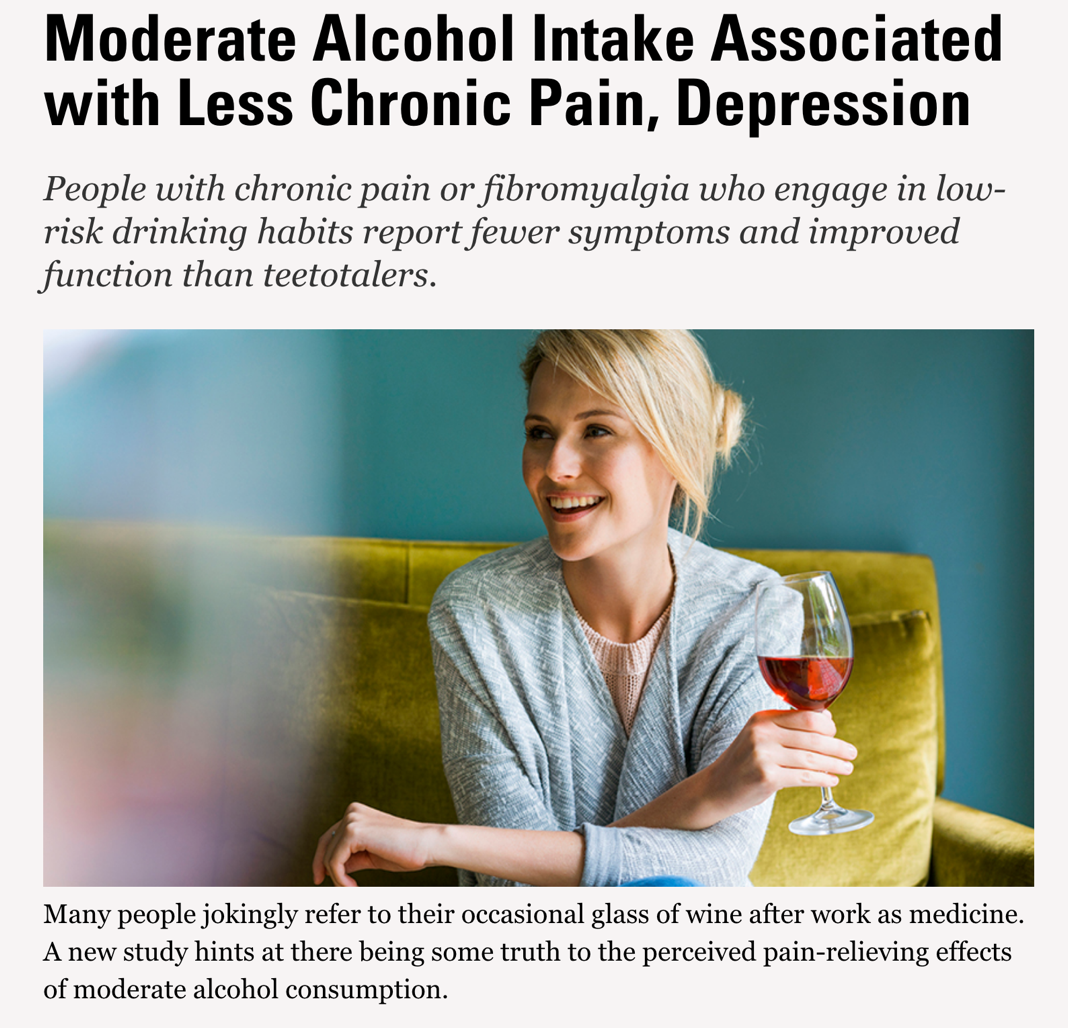 Moderate Alcohol Intake Associated
with Less Chronic Pain, Depression
People with chronic pain or fibromyalgia who engage in low-
risk drinking habits report fewer symptoms and improved
function than teetotalers.
Many people jokingly refer to their occasional glass of wine after work as medicine.
A new study hints at there being some truth to the perceived pain-relieving effects
of moderate alcohol consumption.